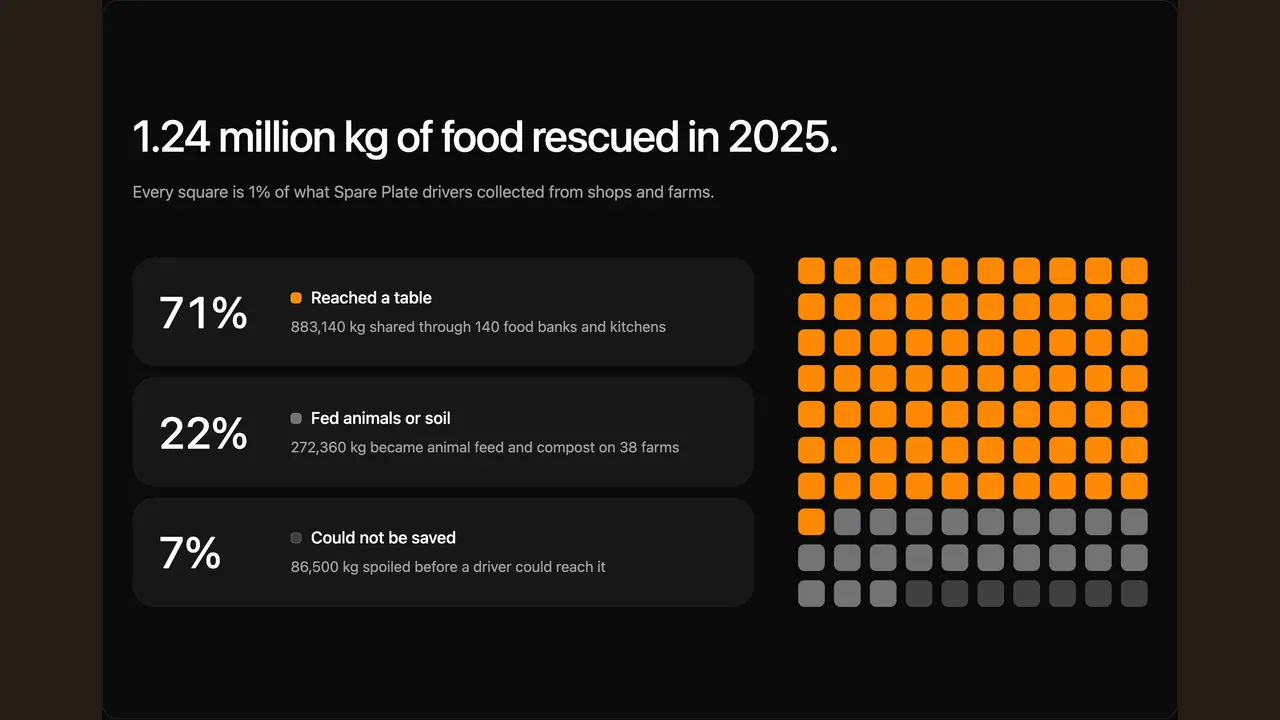 1.24 million kg of food rescued in 2025.
Every square is 1% of what Spare Plate drivers collected from shops and farms.
71%
Reached a table
883,140 kg shared through 140 food banks and kitchens
22%
Fed animals or soil
272,360 kg became animal feed and compost on 38 farms
7%
Could not be saved
86,500 kg spoiled before a driver could reach it